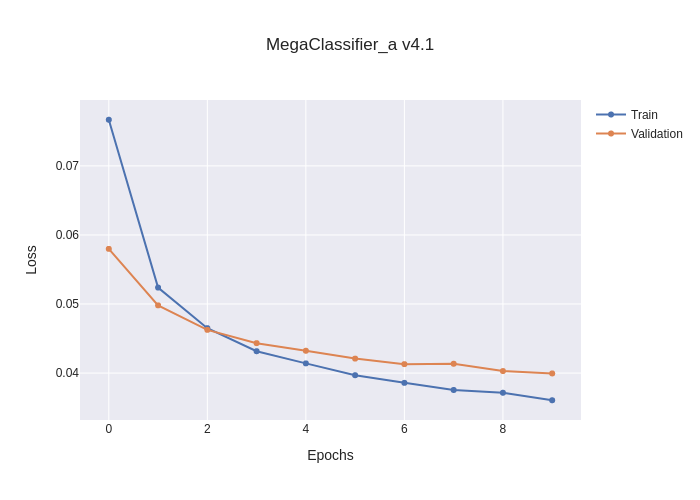 MegaClassifier_a v4.1
Train
Validation
0.07
0.06
0.05
0.04
Loss
0 2 4 6 8
Epochs